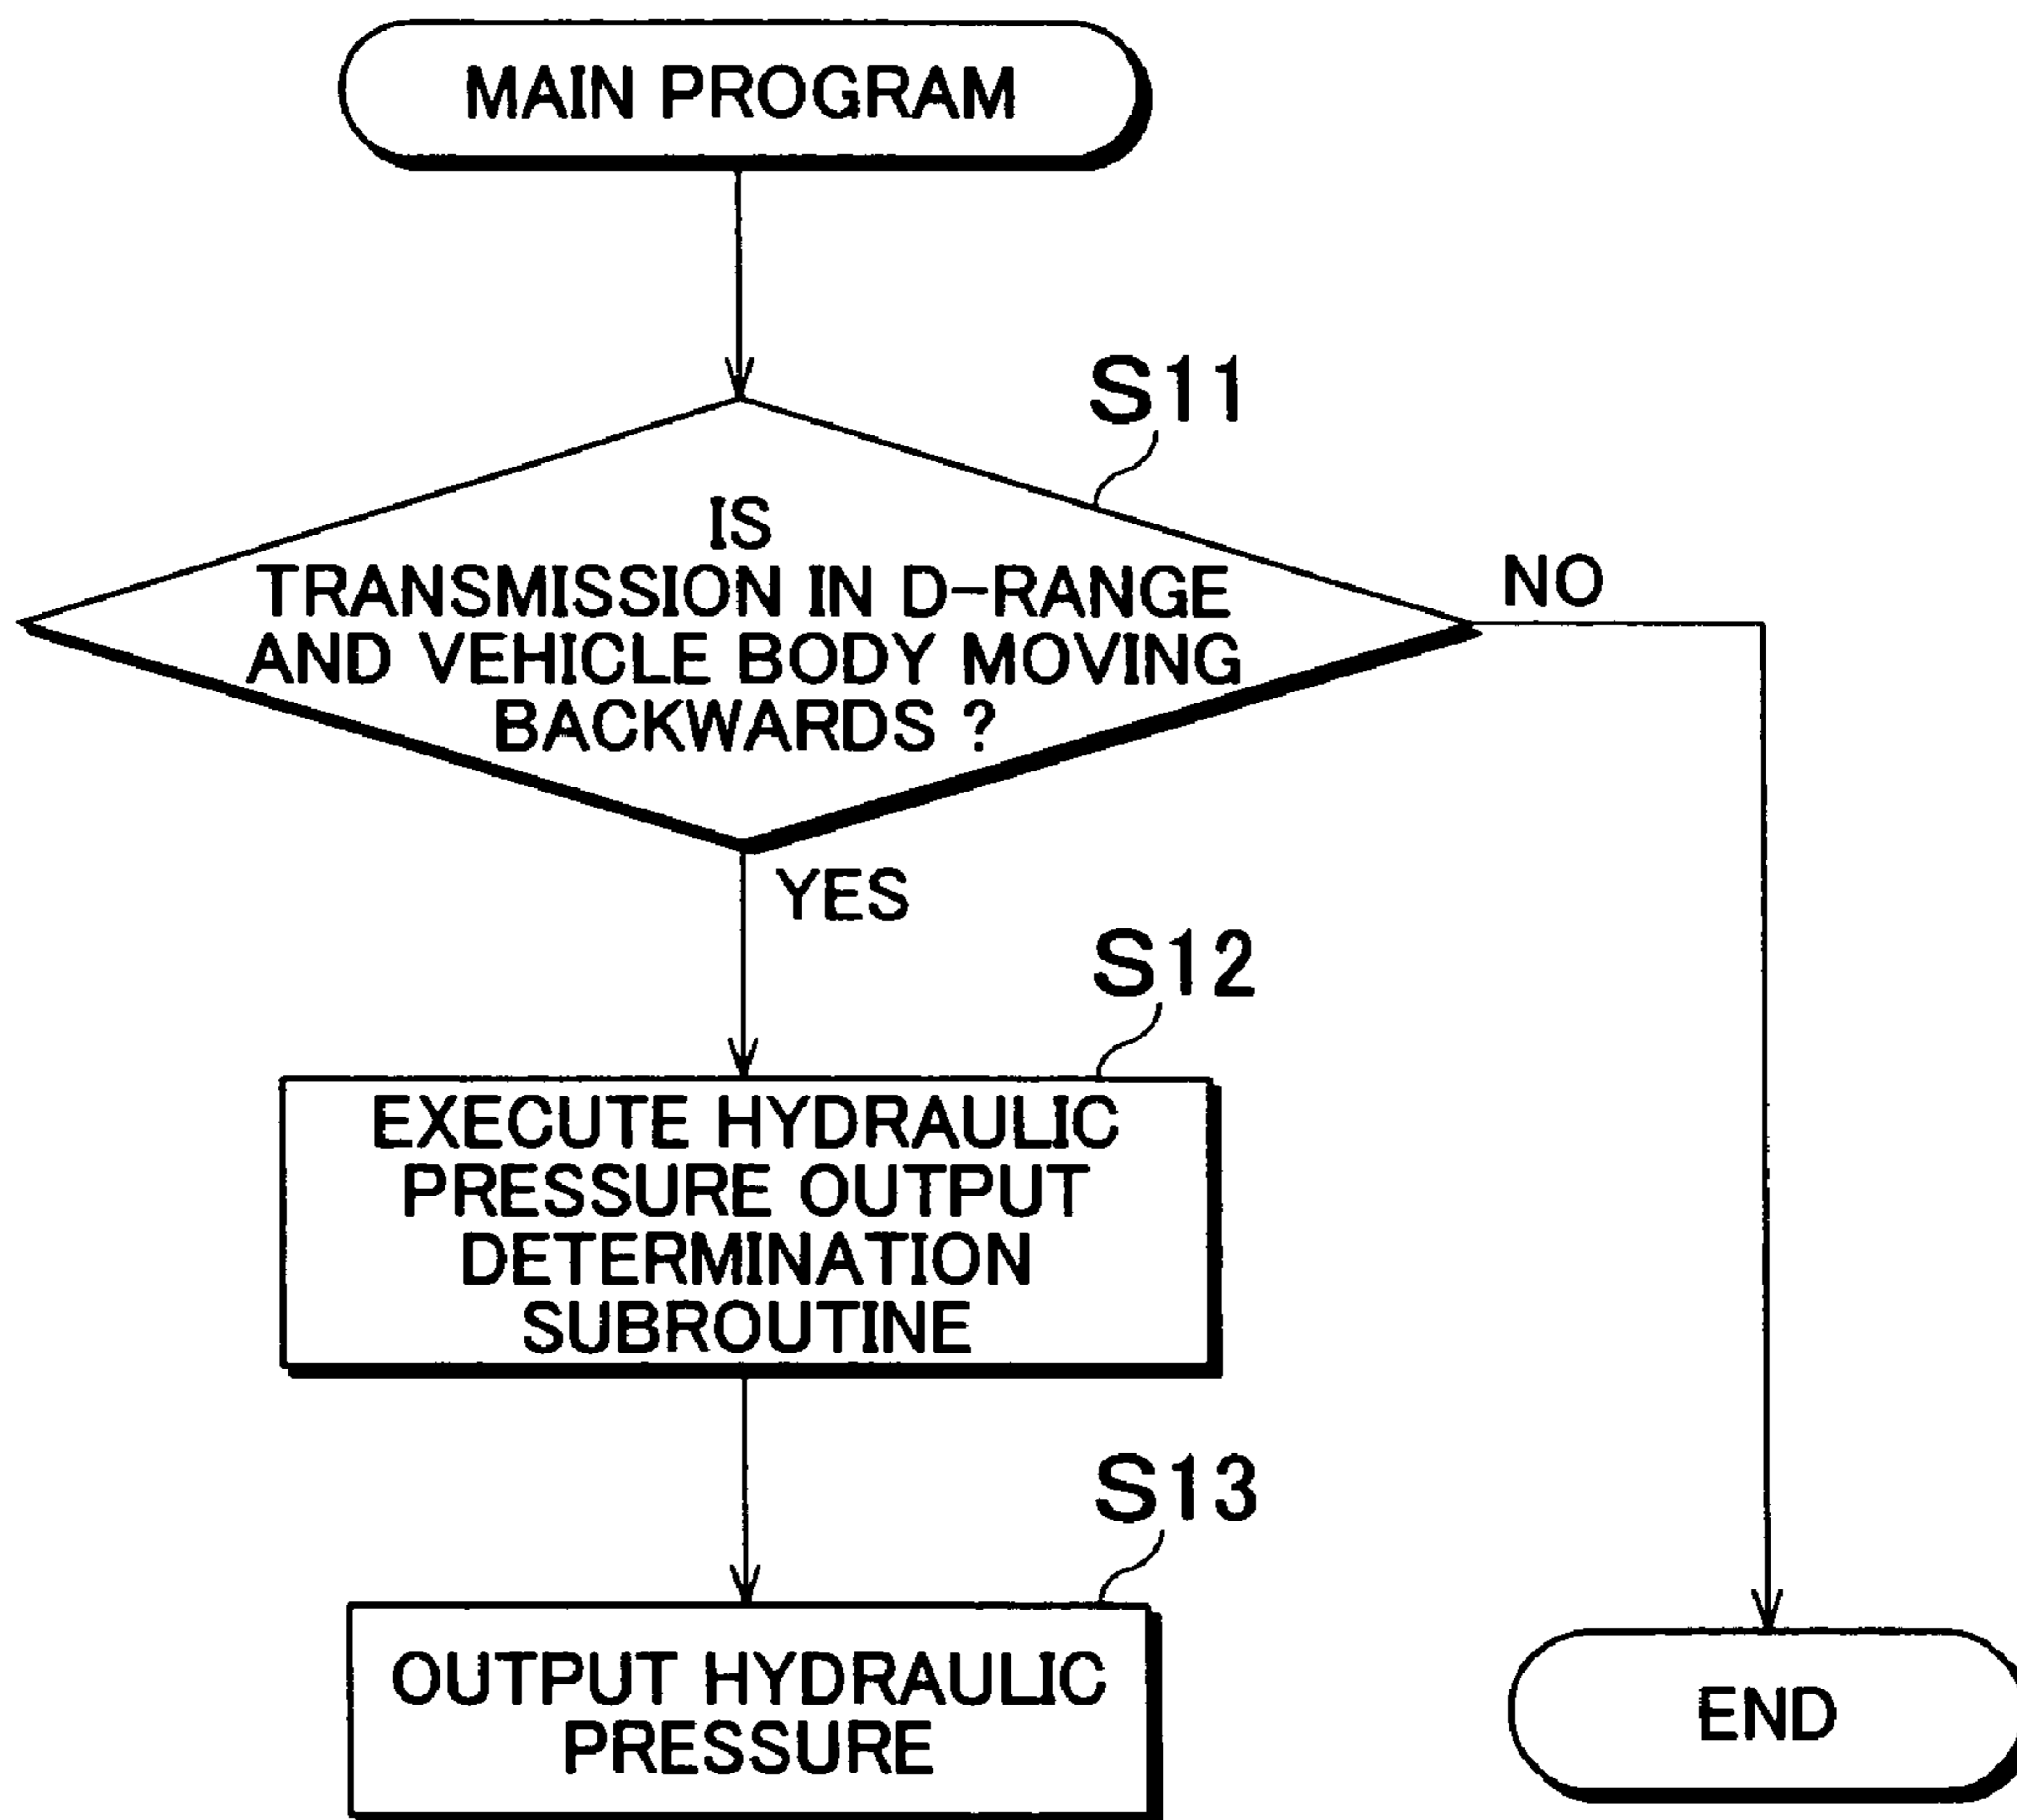 MAIN PROGRAM
S11
IS
TRANSMISSION IN D-RANGE
AND VEHICLE BODY MOVING
BACKWARDS ?
NO
YES
S12
EXECUTE HYDRAULIC
PRESSURE OUTPUT
DETERMINATION
SUBROUTINE
S13
OUTPUT HYDRAULIC
PRESSURE
END